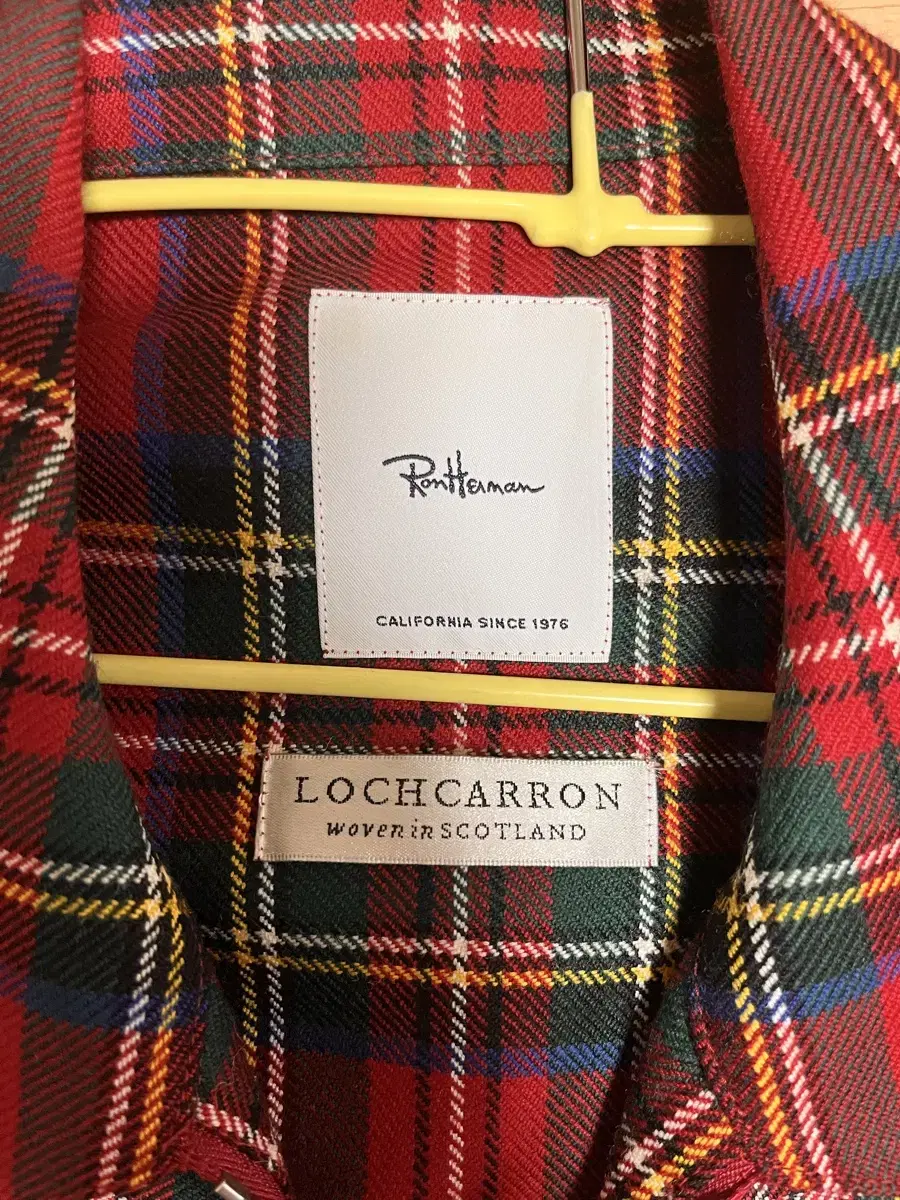 RonHerman
CALIFORNIA SINCE 1976
LOCHCARRON
woven in SCOTLAND